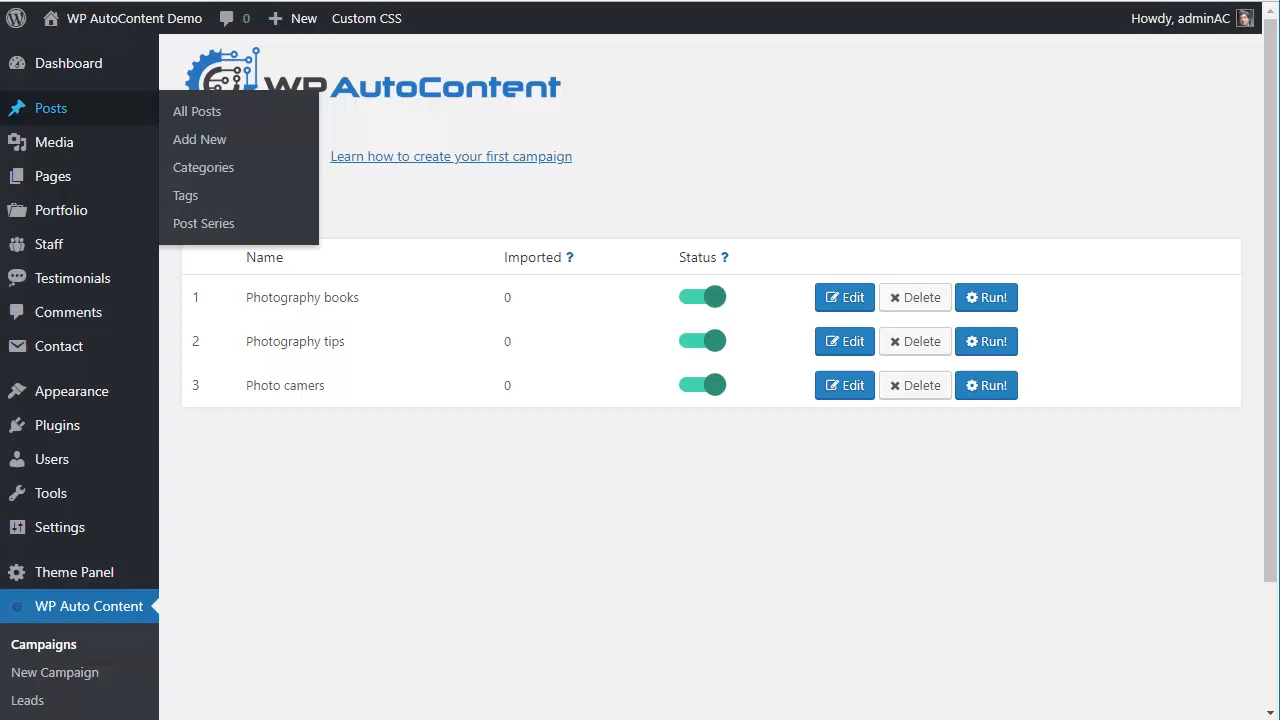 WP AutoContent Demo 0 New Custom CSS Howdy, adminAC
Dashboard
Posts
Media
Pages
Portfolio
Staff
Testimonials
Comments
Contact
Appearance
Plugins
Users
Tools
Settings
Theme Panel
WP Auto Content
Campaigns
New Campaign
Leads
All Posts
Add New
Categories
Tags
Post Series
WP AutoContent
Learn how to create your first campaign
Name Imported ? Status ?
1 Photography books 0 Edit Delete Run!
2 Photography tips 0 Edit Delete Run!
3 Photo camers 0 Edit Delete Run!